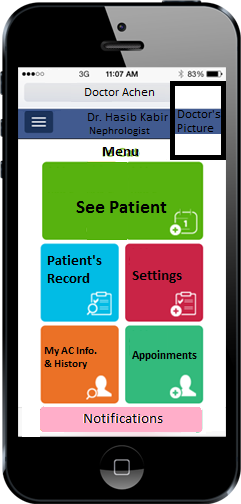 3G 11:07 AM 83%
Doctor Achen
Dr. Hasib Kabir
Nephrologist
Doctor's
Picture
Menu
See Patient
1
Patient's
Record
Settings
My AC Info.
& History
Appoinments
Notifications